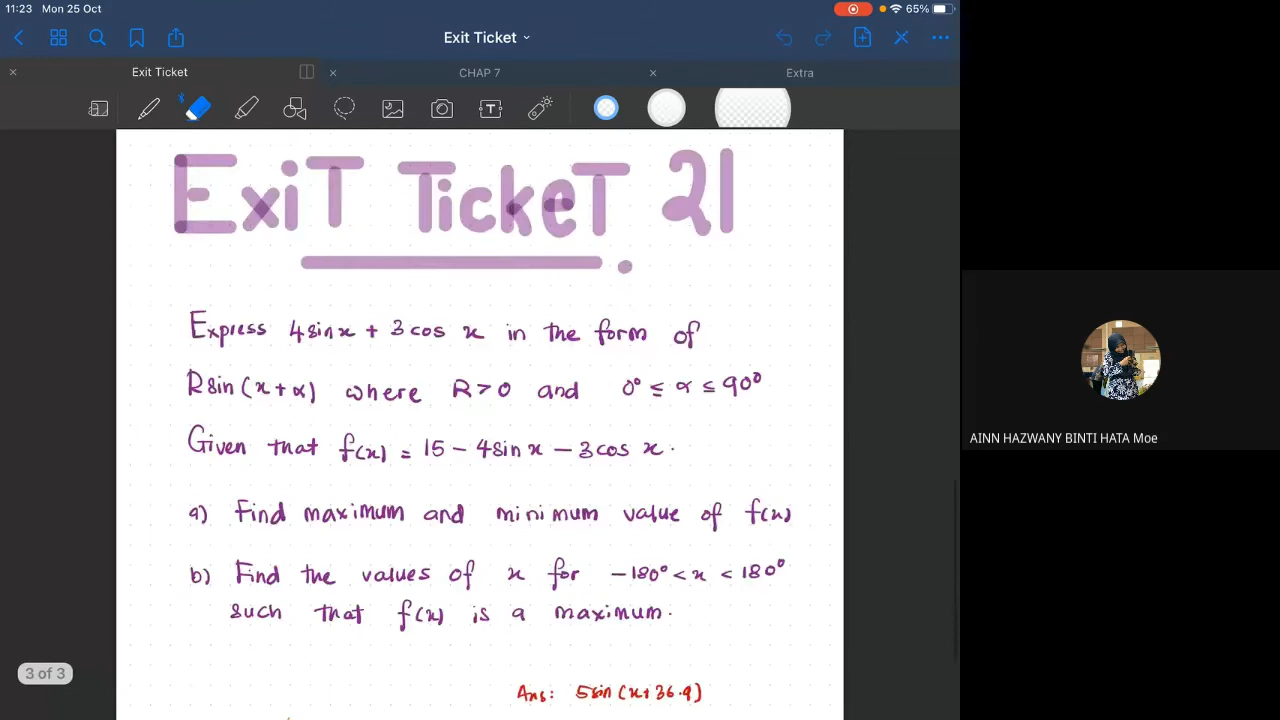 11:23 Mon 25 Oct
65%
Exit Ticket
Exit Ticket
CHAP 7
Extra
T
ExiT TickeT 21
Express 4sinx + 3 cos x in the form of
Rsin(x+α) where R>0 and 0° ≤ α ≤ 90°
Given that f(x) = 15 - 4sin x - 3cos x.
a) Find maximum and minimum value of f(x)
b) Find the values of x for -180° < x < 180°
such that f(x) is a maximum.
3 of 3
Ans: 5sin (x+36.9)
AINN HAZWANY BINTI HATA Moe